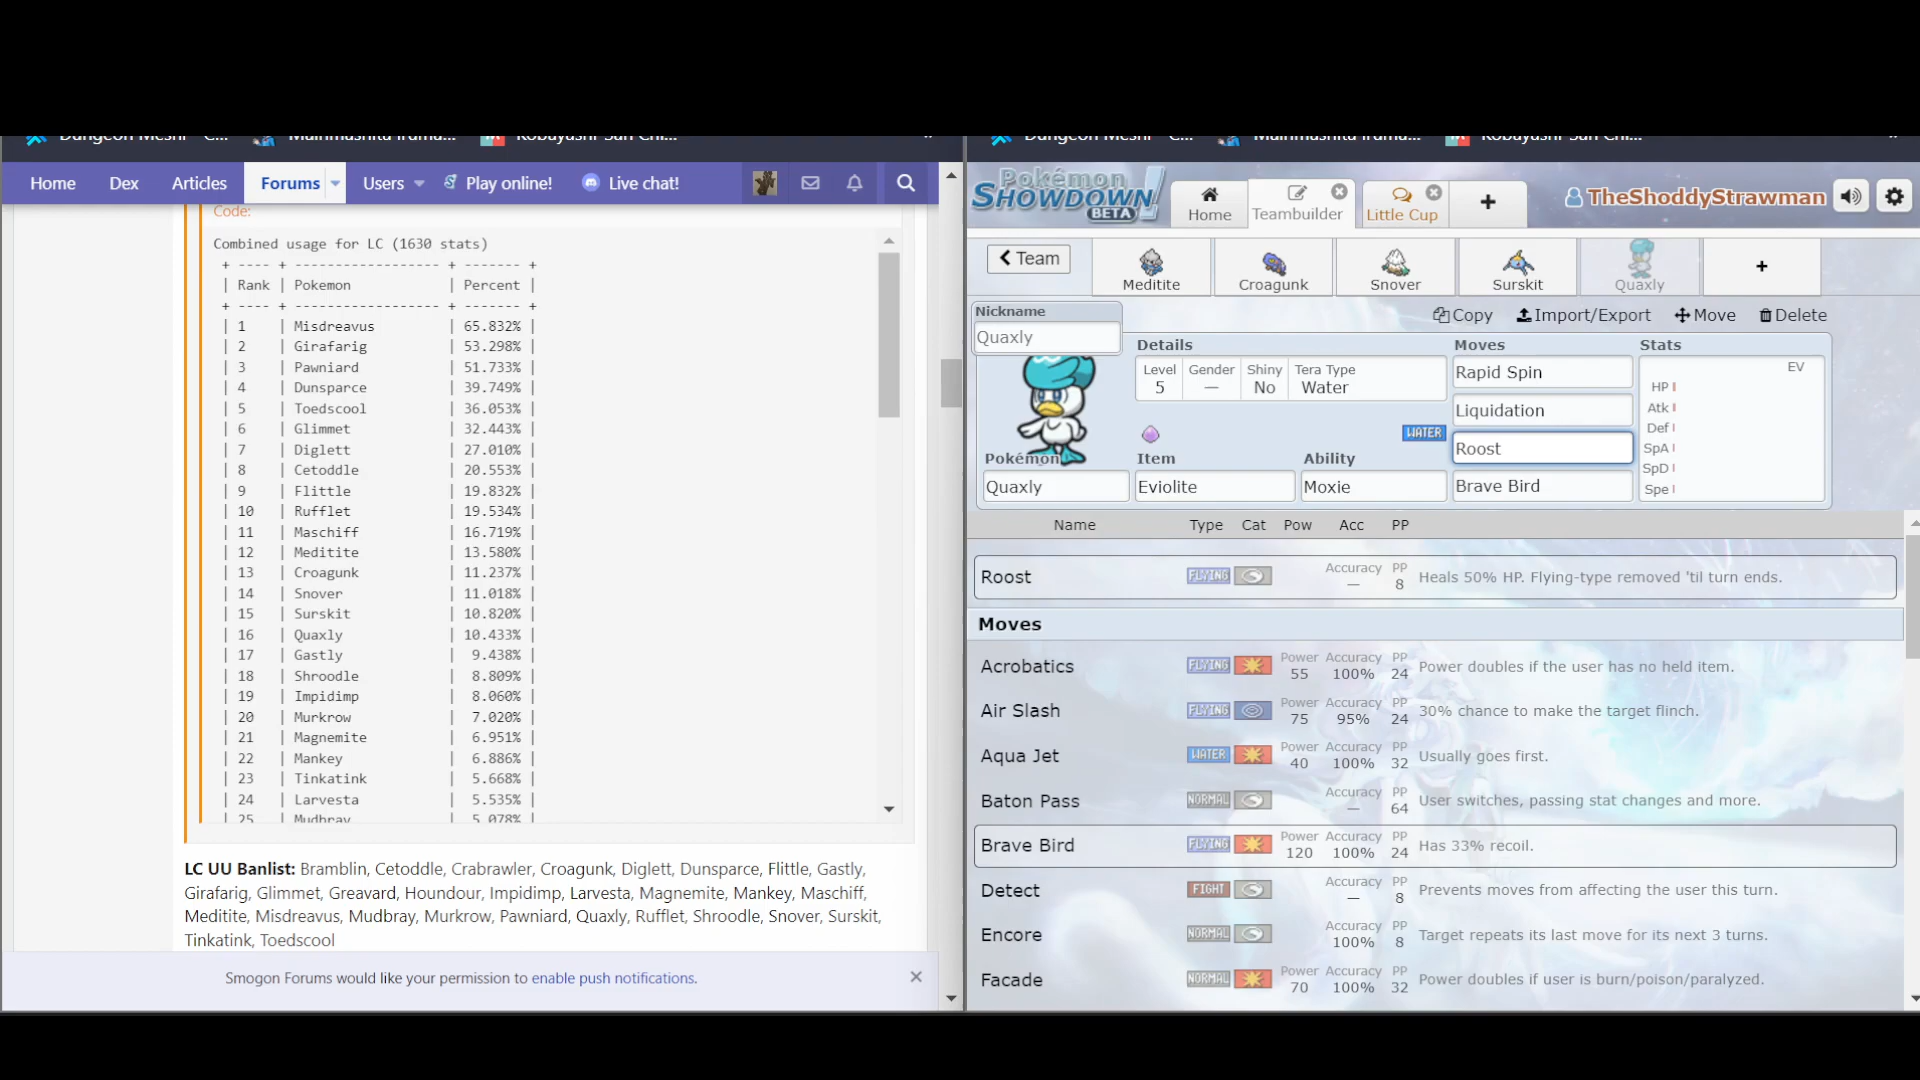 Home Dex Articles Forums Users Play online! Live chat!
Code:
Combined usage for LC (1630 stats)
+ ---- + ------------------ + ------- +
| Rank | Pokemon | Percent |
+ ---- + ------------------ + ------- +
| 1 | Misdreavus | 65.832% |
| 2 | Girafarig | 53.298% |
| 3 | Pawniard | 51.733% |
| 4 | Dunsparce | 39.749% |
| 5 | Toedscool | 36.053% |
| 6 | Glimmet | 32.443% |
| 7 | Diglett | 27.010% |
| 8 | Cetoddle | 20.553% |
| 9 | Flittle | 19.832% |
| 10 | Rufflet | 19.534% |
| 11 | Maschiff | 16.719% |
| 12 | Meditite | 13.580% |
| 13 | Croagunk | 11.237% |
| 14 | Snover | 11.018% |
| 15 | Surskit | 10.820% |
| 16 | Quaxly | 10.433% |
| 17 | Gastly | 9.438% |
| 18 | Shroodle | 8.809% |
| 19 | Impidimp | 8.060% |
| 20 | Murkrow | 7.020% |
| 21 | Magnemite | 6.951% |
| 22 | Mankey | 6.886% |
| 23 | Tinkatink | 5.668% |
| 24 | Larvesta | 5.535% |
| 25 | Mudbray | 5.078% |
LC UU Banlist: Bramblin, Cetoddle, Crabrawler, Croagunk, Diglett, Dunsparce, Flittle, Gastly,
Girafarig, Glimmet, Greavard, Houndour, Impidimp, Larvesta, Magnemite, Mankey, Maschiff,
Meditite, Misdreavus, Mudbray, Murkrow, Pawniard, Quaxly, Rufflet, Shroodle, Snover, Surskit,
Tinkatink, Toedscool
Smogon Forums would like your permission to enable push notifications.
Pokémon
SHOWDOWN!
BETA
Home Teambuilder Little Cup +
TheShoddyStrawman
Team
Meditite Croagunk Snover Surskit Quaxly +
Nickname
Quaxly
Copy Import/Export Move Delete
Details
Level Gender Shiny Tera Type
5 — No Water
WATER
Pokémon Item Ability
Quaxly Eviolite Moxie
Moves
Rapid Spin
Liquidation
Roost
Brave Bird
Stats
EV
HP
Atk
Def
SpA
SpD
Spe
Name Type Cat Pow Acc PP
Roost FLYING Accuracy — PP 8 Heals 50% HP. Flying-type removed 'til turn ends.
Moves
Acrobatics FLYING Power 55 Accuracy 100% PP 24 Power doubles if the user has no held item.
Air Slash FLYING Power 75 Accuracy 95% PP 24 30% chance to make the target flinch.
Aqua Jet WATER Power 40 Accuracy 100% PP 32 Usually goes first.
Baton Pass NORMAL Accuracy — PP 64 User switches, passing stat changes and more.
Brave Bird FLYING Power 120 Accuracy 100% PP 24 Has 33% recoil.
Detect FIGHT Accuracy — PP 8 Prevents moves from affecting the user this turn.
Encore NORMAL Accuracy 100% PP 8 Target repeats its last move for its next 3 turns.
Facade NORMAL Power 70 Accuracy 100% PP 32 Power doubles if user is burn/poison/paralyzed.